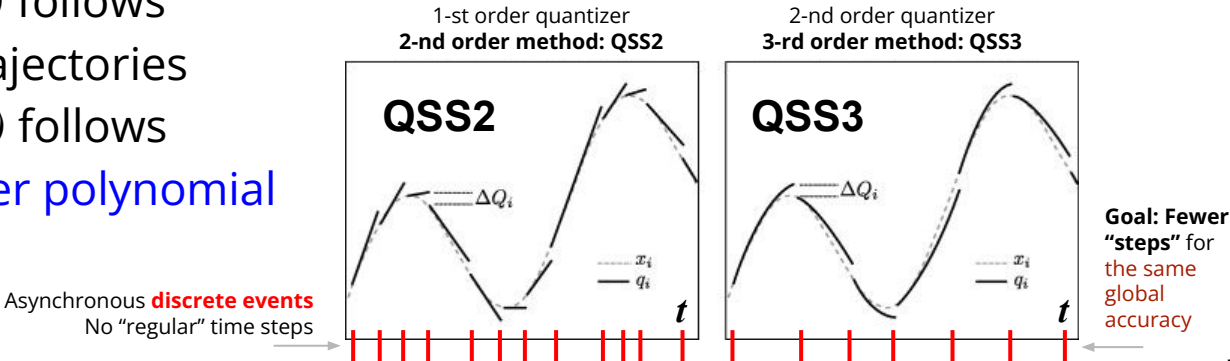 follows
ajectories
) follows
er polynomial
Asynchronous discrete events
No “regular” time steps
1-st order quantizer
2-nd order method: QSS2
QSS2
ΔQᵢ
xᵢ
qᵢ
t
2-nd order quantizer
3-rd order method: QSS3
QSS3
ΔQᵢ
xᵢ
qᵢ
t
Goal: Fewer
“steps” for
the same
global
accuracy